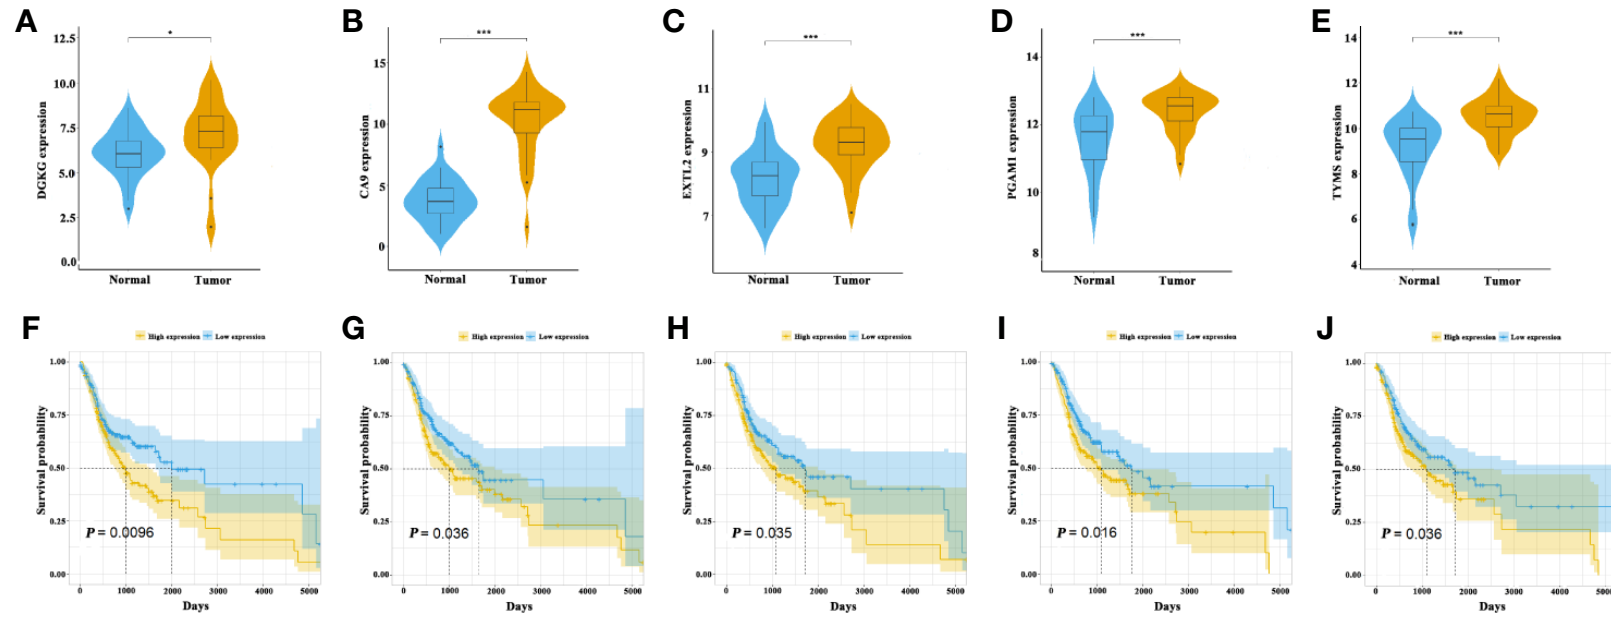 A
B
C
D
E
DGKG expression
12.5
10.0
7.5
5.0
2.5
0.0
*
Normal
Tumor
CA9 expression
15
10
5
0
***
Normal
Tumor
EXTL2 expression
11
9
7
***
Normal
Tumor
PGAM1 expression
14
12
10
8
***
Normal
Tumor
TYMS expression
14
12
10
8
6
4
***
Normal
Tumor
F
G
H
I
J
High expression Low expression
Survival probability
1.00
0.75
0.50
0.25
0.00
P = 0.0096
0 1000 2000 3000 4000 5000
Days
High expression Low expression
Survival probability
1.00
0.75
0.50
0.25
0.00
P = 0.036
0 1000 2000 3000 4000 5000
Days
High expression Low expression
Survival probability
1.00
0.75
0.50
0.25
0.00
P = 0.035
0 1000 2000 3000 4000 5000
Days
High expression Low expression
Survival probability
1.00
0.75
0.50
0.25
0.00
P = 0.016
0 1000 2000 3000 4000 5000
Days
High expression Low expression
Survival probability
1.00
0.75
0.50
0.25
0.00
P = 0.036
0 1000 2000 3000 4000 5000
Days